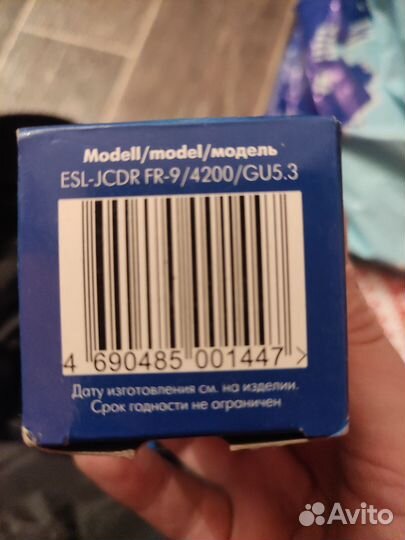 Modell/model/модель
ESL-JCDR FR-9/4200/GU5.3
4 690485 001447 >
Дату изготовления см. на изделии.
Срок годности не ограничен
Avito